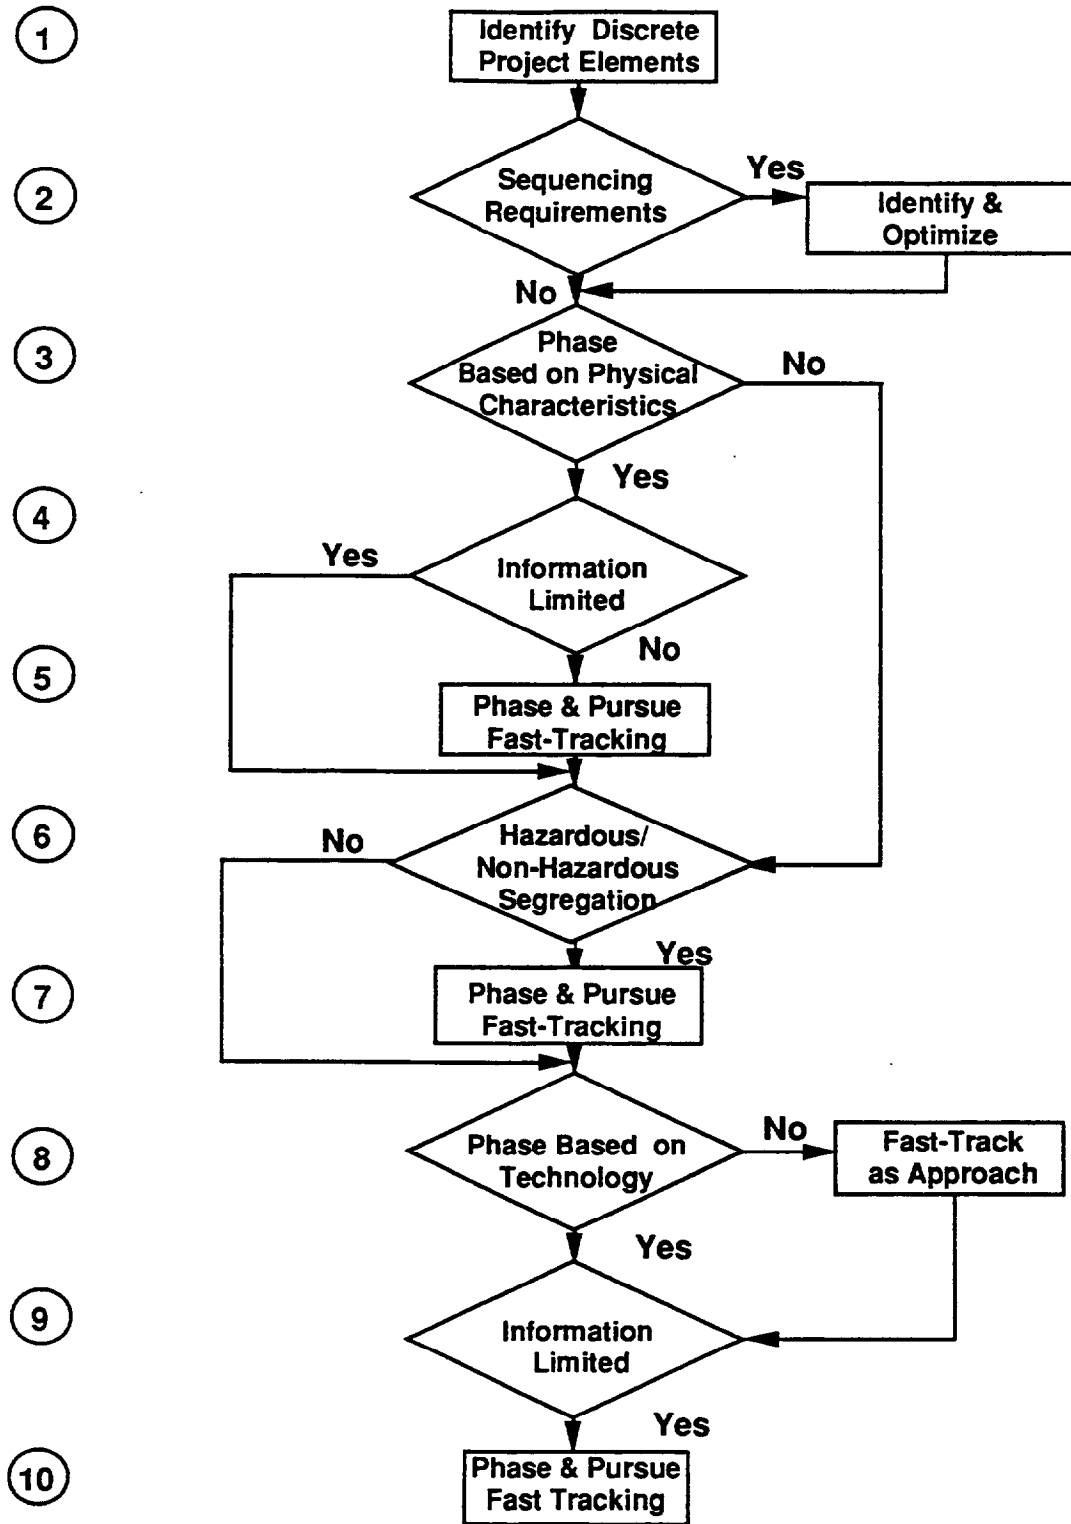 1
Identify Discrete
Project Elements
2
Sequencing
Requirements
Yes
Identify &
Optimize
No
3
Phase
Based on Physical
Characteristics
No
Yes
4
Yes
Information
Limited
No
5
Phase & Pursue
Fast-Tracking
6
No
Hazardous/
Non-Hazardous
Segregation
Yes
7
Phase & Pursue
Fast-Tracking
8
Phase Based on
Technology
No
Fast-Track
as Approach
Yes
9
Information
Limited
Yes
10
Phase & Pursue
Fast Tracking